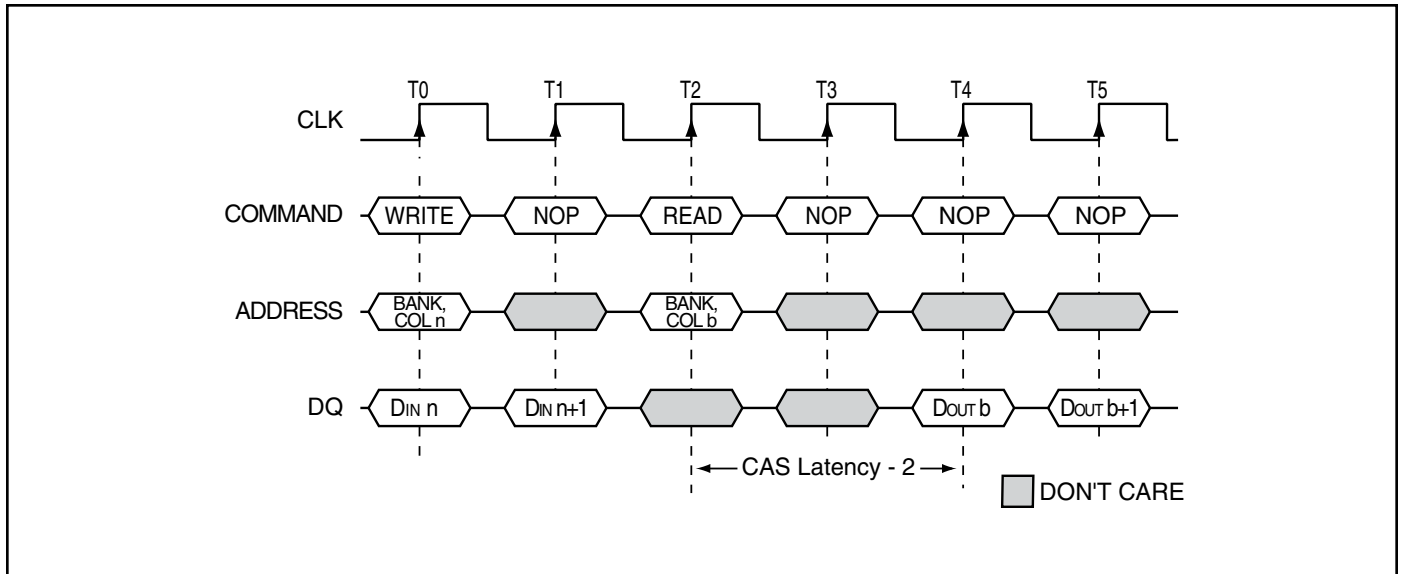 T0 T1 T2 T3 T4 T5
CLK
COMMAND WRITE NOP READ NOP NOP NOP
ADDRESS BANK, COL n BANK, COL b
DQ DIN n DIN n+1 DOUT b DOUT b+1
CAS Latency - 2
DON'T CARE